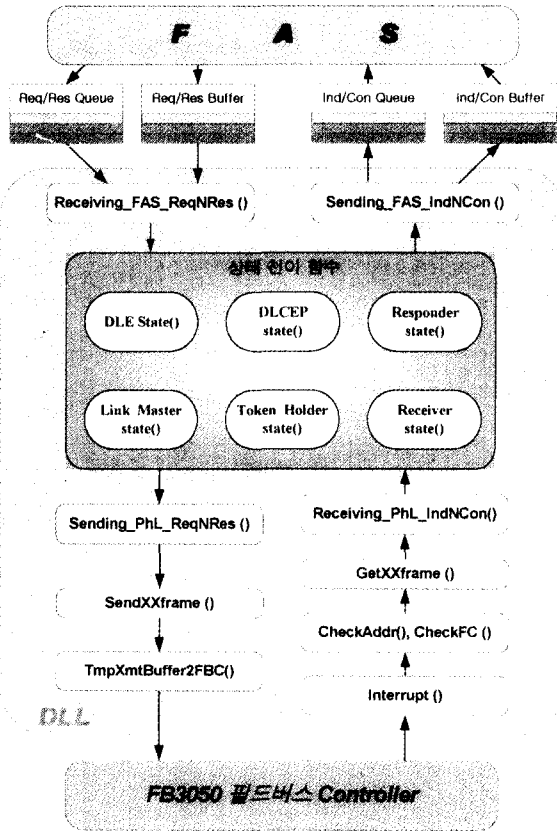 F A S
Req/Res Queue
Req/Res Buffer
Ind/Con Queue
Ind/Con Buffer
Receiving_FAS_ReqNRes ()
Sending_FAS_IndNCon ()
상태 천이 함수
DLE State()
DLCEP
state()
Responder
state()
Link Master
state()
Token Holder
state()
Receiver
state()
Sending_PhL_ReqNRes ()
Receiving_PhL_IndNCon()
SendXXframe ()
GetXXframe ()
TmpXmtBuffer2FBC()
CheckAddr(), CheckFC ()
Interrupt ()
DLL
FB3050 필드버스 Controller